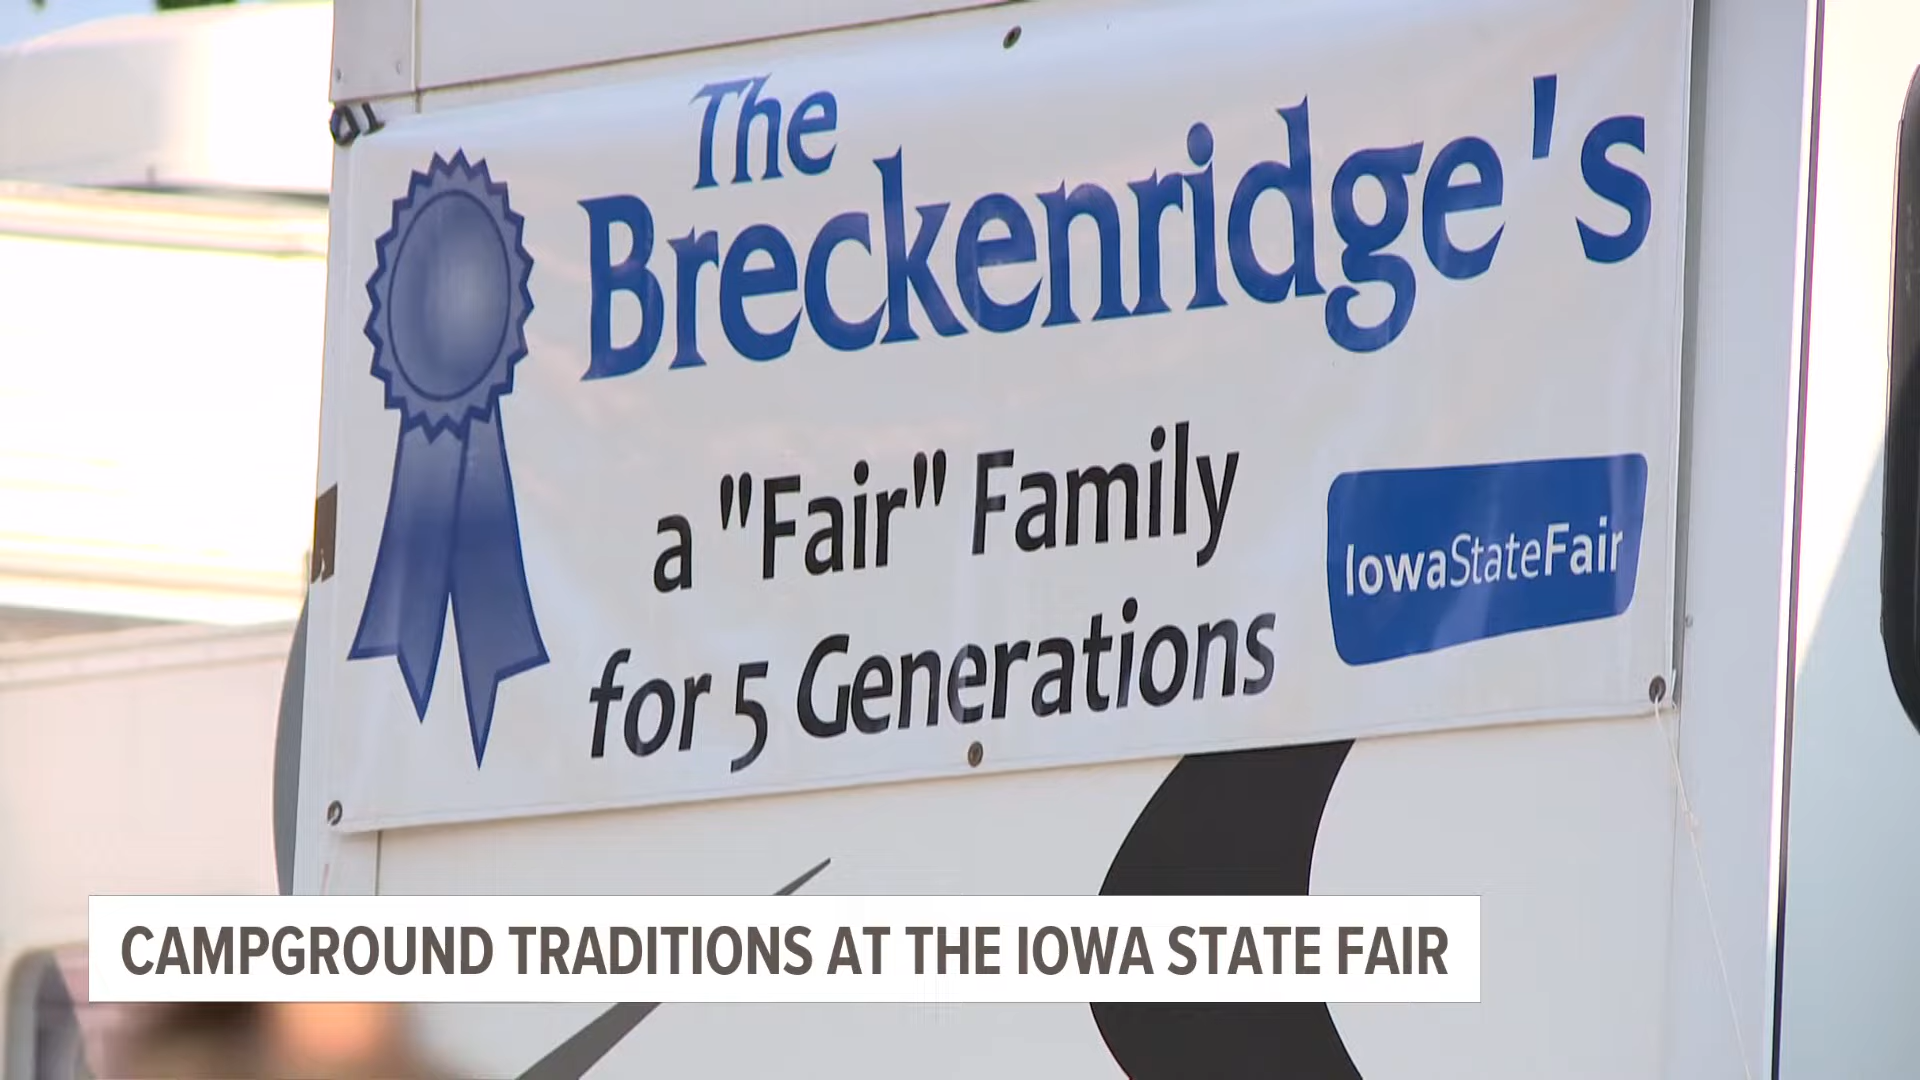 The
Breckenridge's
a "Fair" Family
for 5 Generations
IowaStateFair
CAMPGROUND TRADITIONS AT THE IOWA STATE FAIR